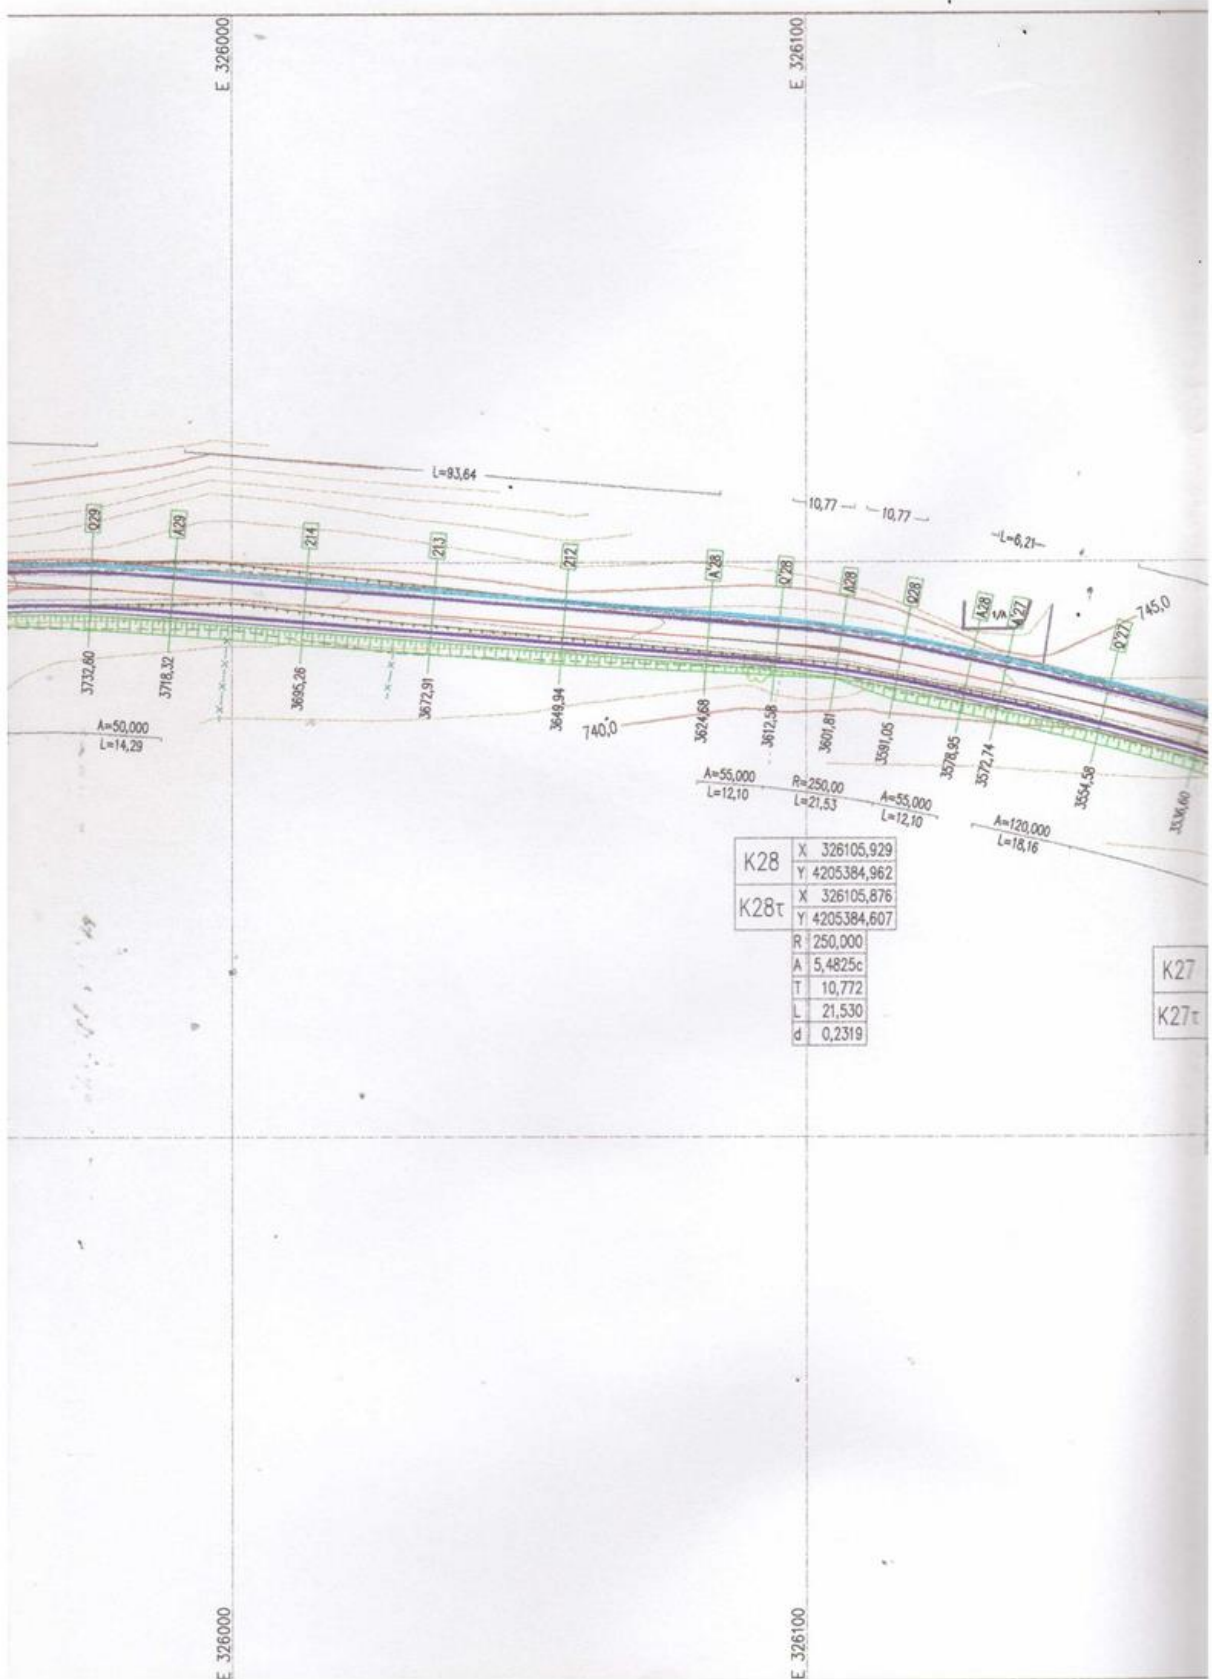 E 326000
E 326100
L=93,64
10,77
10,77
L=6,21
Q29
A29
214
213
212
A'28
Q'28
Δ28
Q28
A28
A'27
Q'27
745,0
3732,60
3718,32
3695,26
3672,91
3649,94
3624,68
3612,58
3601,81
3591,05
3578,95
3572,74
3554,58
3536,60
740,0
A=50,000
L=14,29
A=55,000
L=12,10
R=250,00
L=21,53
A=55,000
L=12,10
A=120,000
L=18,16
K28
X 326105,929
Y 4205384,962
K28τ
X 326105,876
Y 4205384,607
R 250,000
A 5,4825c
T 10,772
L 21,530
d 0,2319
K27
K27τ
E 326000
E 326100